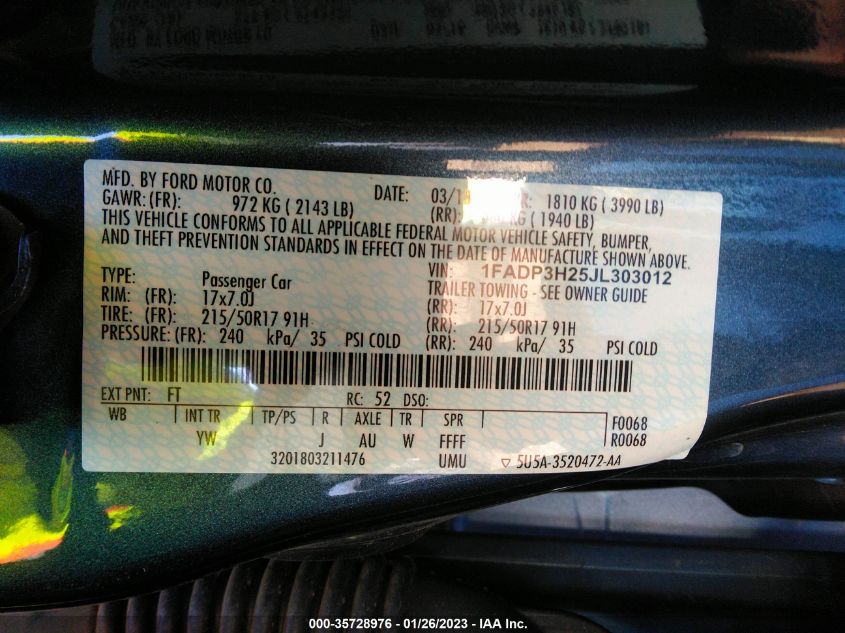 MFD. BY FORD MOTOR CO. DATE: 03/1 1810 KG ( 3990 LB)
GAWR: (FR): 972 KG ( 2143 LB) (RR): KG ( 1940 LB)
THIS VEHICLE CONFORMS TO ALL APPLICABLE FEDERAL MOTOR VEHICLE SAFETY, BUMPER,
AND THEFT PREVENTION STANDARDS IN EFFECT ON THE DATE OF MANUFACTURE SHOWN ABOVE.
VIN: 1FADP3H25JL303012
TYPE: Passenger Car TRAILER TOWING - SEE OWNER GUIDE
RIM: (FR): 17x7.0J (RR): 17x7.0J
TIRE: (FR): 215/50R17 91H (RR): 215/50R17 91H
PRESSURE: (FR): 240 kPa/ 35 PSI COLD (RR): 240 kPa/ 35 PSI COLD
EXT PNT: FT RC: 52 DSO:
WB INT TR TP/PS R AXLE TR SPR F0068
YW J AU W FFFF R0068
3201803211476 UMU 5U5A-3520472-AA
000-35728976 - 01/26/2023 - IAA Inc.